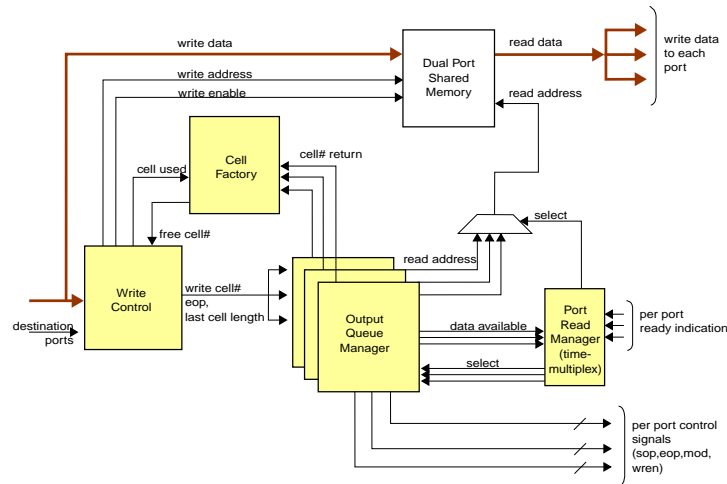 write data
write address
write enable
Dual Port
Shared
Memory
read data
write data
to each
port
read address
Cell
Factory
cell# return
cell used
free cell#
select
read address
Write
Control
write cell#
eop,
last cell length
destination
ports
Output
Queue
Manager
data available
select
Port
Read
Manager
(time-
multiplex)
per port
ready indication
per port control
signals
(sop,eop,mod,
wren)